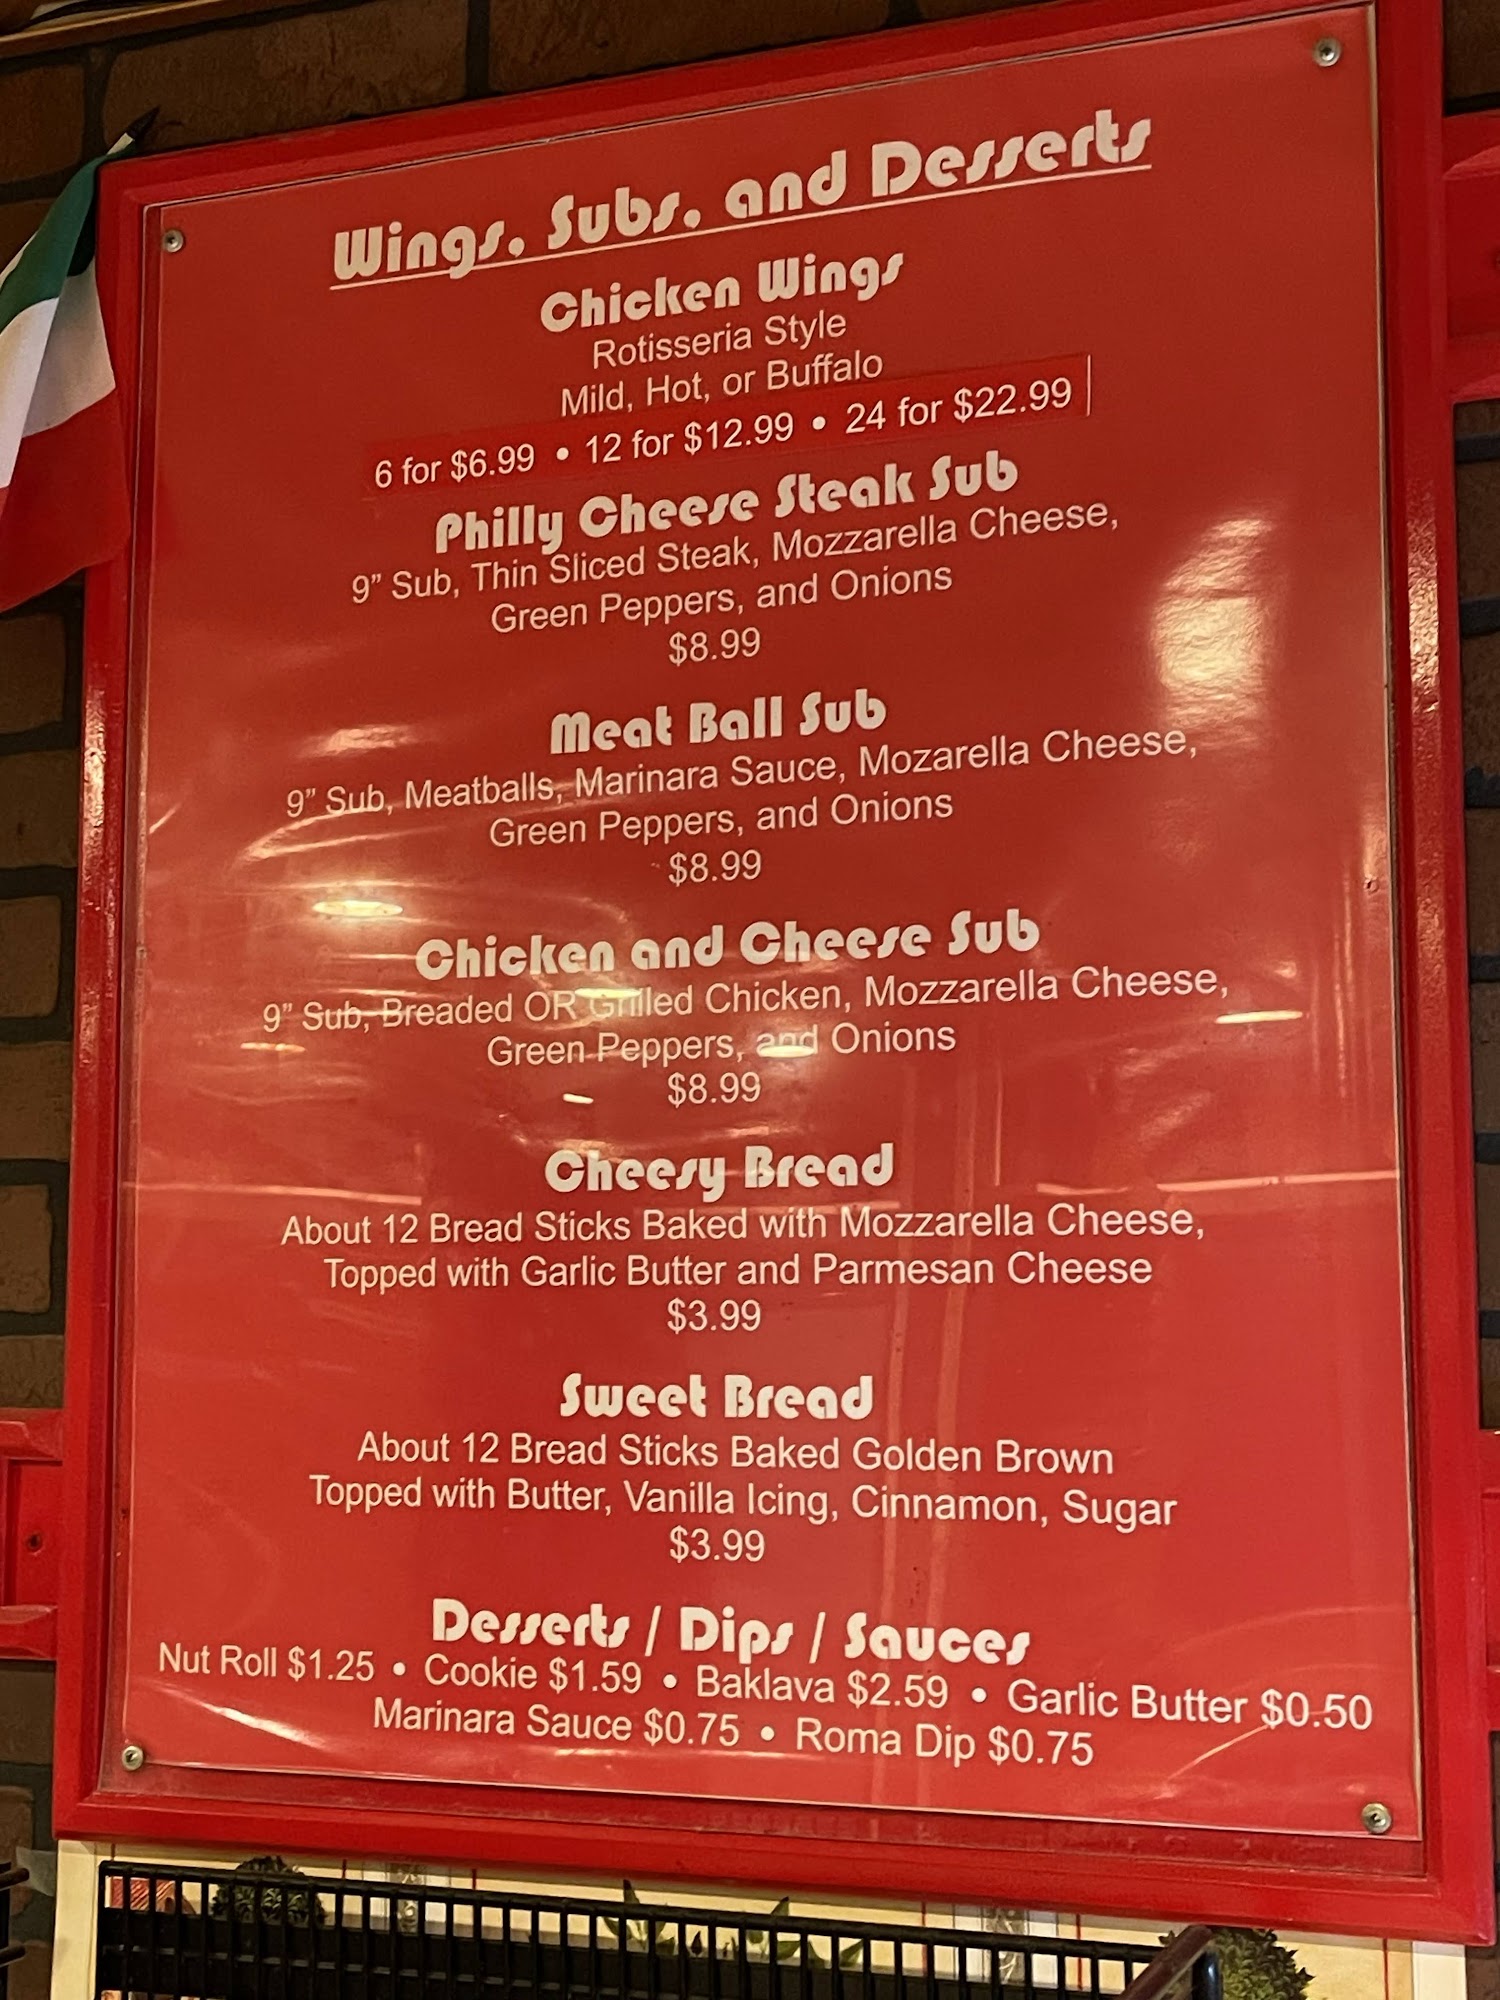 Wings, Subs, and Desserts
Chicken Wings
Rotisseria Style
Mild, Hot, or Buffalo
6 for $6.99 • 12 for $12.99 • 24 for $22.99
Philly Cheese Steak Sub
9” Sub, Thin Sliced Steak, Mozzarella Cheese,
Green Peppers, and Onions
$8.99
Meat Ball Sub
9” Sub, Meatballs, Marinara Sauce, Mozarella Cheese,
Green Peppers, and Onions
$8.99
Chicken and Cheese Sub
9” Sub, Breaded OR Grilled Chicken, Mozzarella Cheese,
Green Peppers, and Onions
$8.99
Cheesy Bread
About 12 Bread Sticks Baked with Mozzarella Cheese,
Topped with Garlic Butter and Parmesan Cheese
$3.99
Sweet Bread
About 12 Bread Sticks Baked Golden Brown
Topped with Butter, Vanilla Icing, Cinnamon, Sugar
$3.99
Desserts / Dips / Sauces
Nut Roll $1.25 • Cookie $1.59 • Baklava $2.59 • Garlic Butter $0.50
Marinara Sauce $0.75 • Roma Dip $0.75